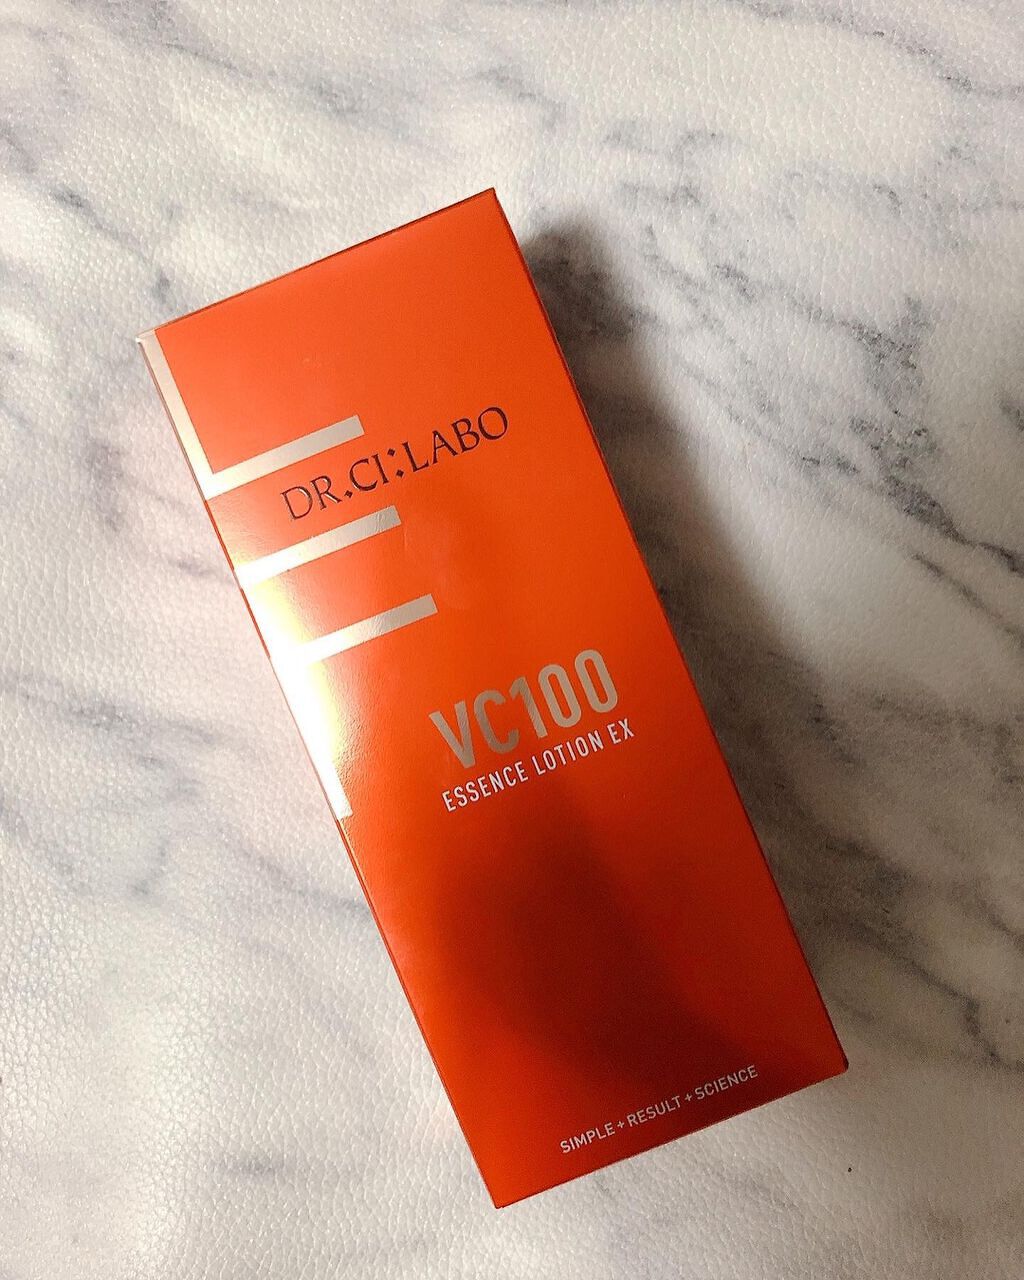 DR.CI:LABO
VC100
ESSENCE LOTION EX
SIMPLE+RESULT+SCIENCE